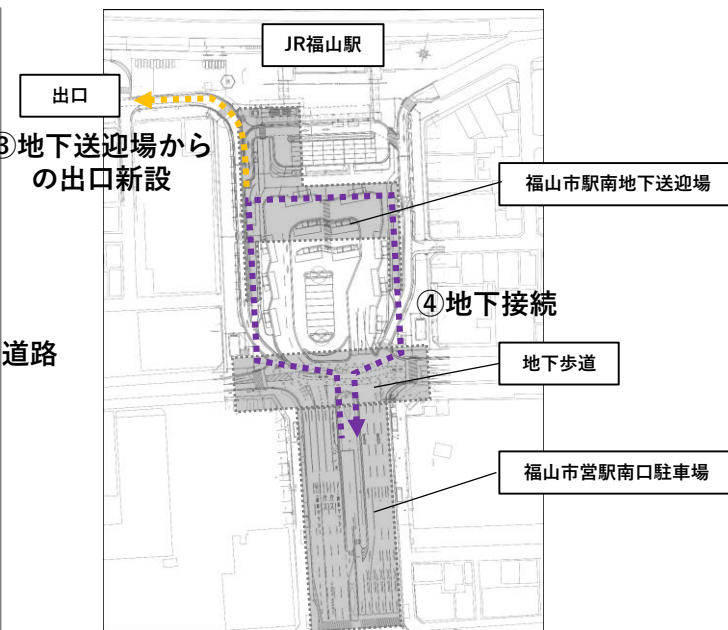 JR福山駅
出口
③地下送迎場から
の出口新設
福山市駅南地下送迎場
④地下接続
道路
地下歩道
福山市営駅南口駐車場